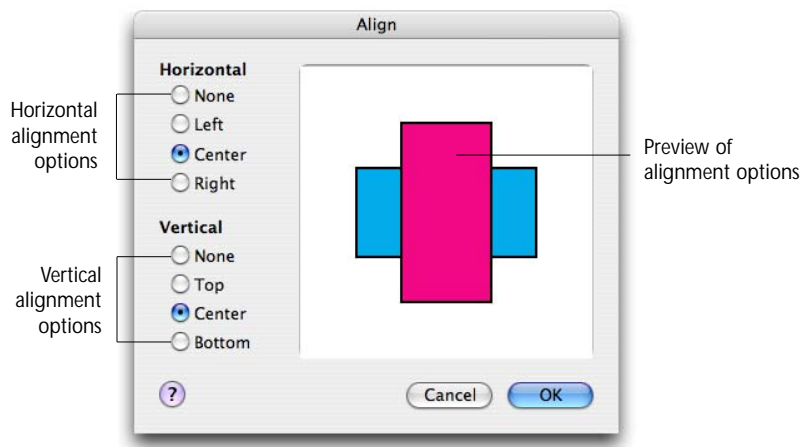 Align
Horizontal
None
Left
Center
Right
Vertical
None
Top
Center
Bottom
?
Cancel
OK
Horizontal
alignment
options
Vertical
alignment
options
Preview of
alignment options